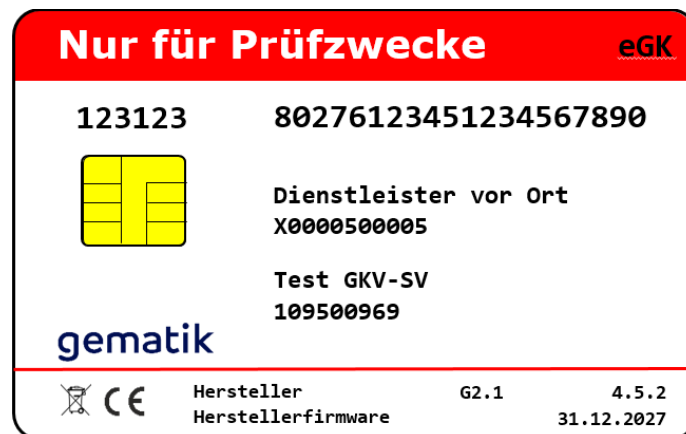 Nur für Prüfzwecke eGK
123123 80276123451234567890
Dienstleister vor Ort
X0000500005
Test GKV-SV
109500969
gematik
CE Hersteller G2.1 4.5.2
Herstellerfirmware 31.12.2027